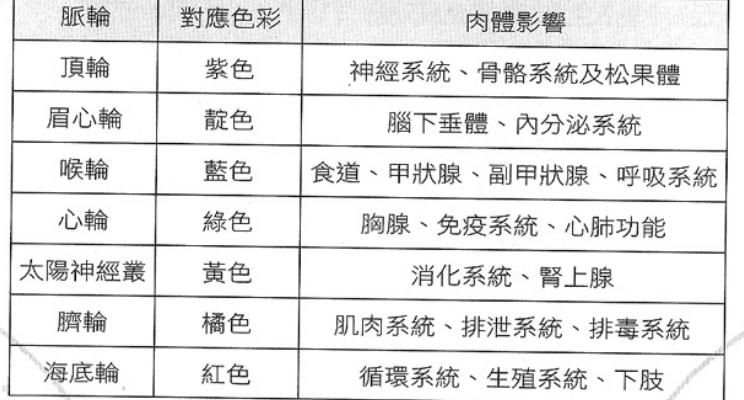 脈輪 對應色彩 肉體影響
頂輪 紫色 神經系統、骨骼系統及松果體
眉心輪 靛色 腦下垂體、內分泌系統
喉輪 藍色 食道、甲狀腺、副甲狀腺、呼吸系統
心輪 綠色 胸腺、免疫系統、心肺功能
太陽神經叢 黃色 消化系統、腎上腺
臍輪 橘色 肌肉系統、排泄系統、排毒系統
海底輪 紅色 循環系統、生殖系統、下肢